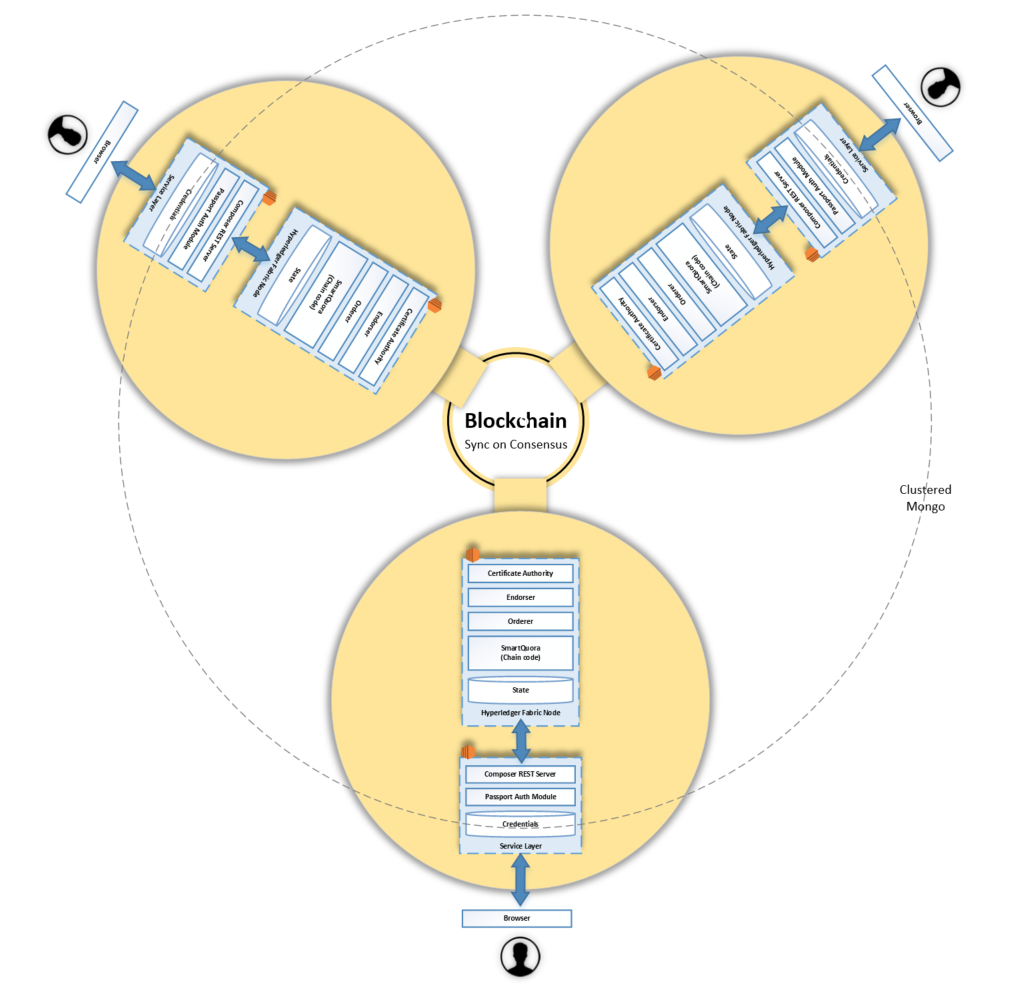 Browser
Service Layer
Credentials
Passport Auth Module
Composer REST Server
Hyperledger Fabric Node
State
SmartQuora
(Chain code)
Orderer
Endorser
Certificate Authority
Browser
Service Layer
Credentials
Passport Auth Module
Composer REST Server
Hyperledger Fabric Node
State
SmartQuora
(Chain code)
Orderer
Endorser
Certificate Authority
Blockchain
Sync on Consensus
Clustered
Mongo
Certificate Authority
Endorser
Orderer
SmartQuora
(Chain code)
State
Hyperledger Fabric Node
Composer REST Server
Passport Auth Module
Credentials
Service Layer
Browser